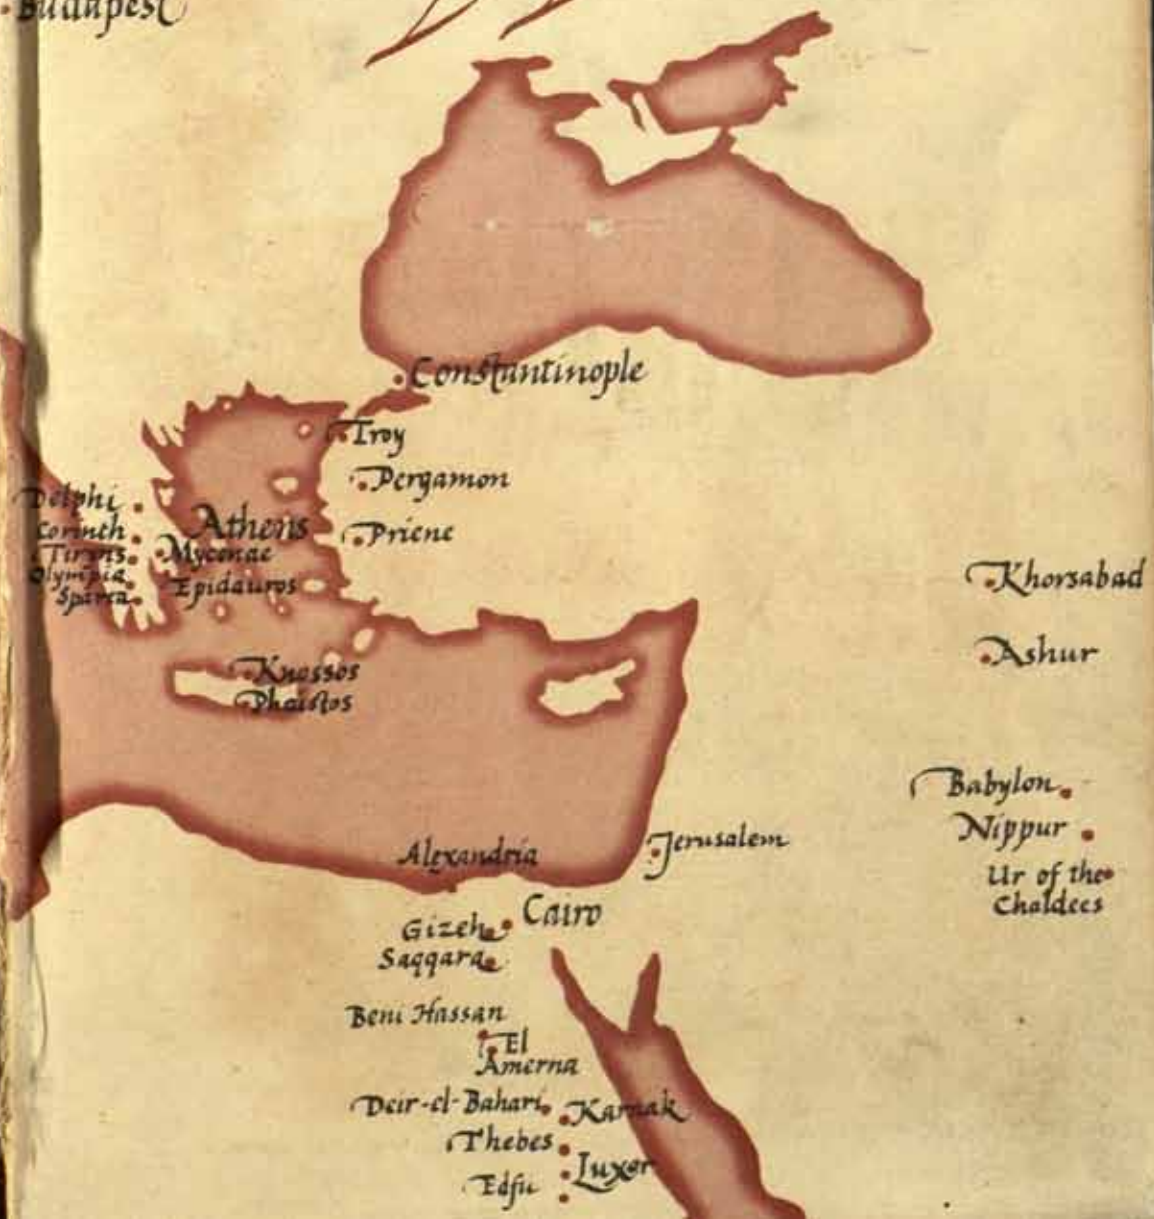 Budapest
Constantinople
Troy
Pergamon
Delphi
Athens
Priene
Corinth
Tiryns
Mycenae
Olympia
Epidauros
Sparta
Khorsabad
Ashur
Knossos
Phaistos
Babylon
Nippur
Jerusalem
Alexandria
Ur of the
Chaldees
Cairo
Gizeh
Saqqara
Beni Hassan
El
Amerna
Deir-el-Bahari
Karnak
Thebes
Luxor
Edfu